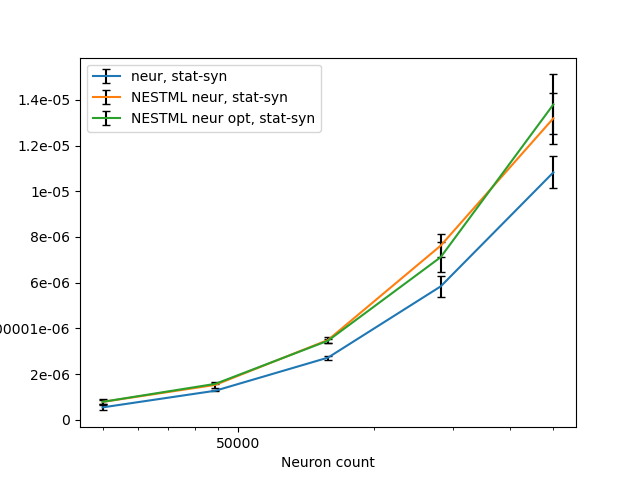 neur, stat-syn
NESTML neur, stat-syn
NESTML neur opt, stat-syn
1.4e-05
1.2e-05
1e-05
8e-06
6e-06
00001e-06
2e-06
0
50000
Neuron count